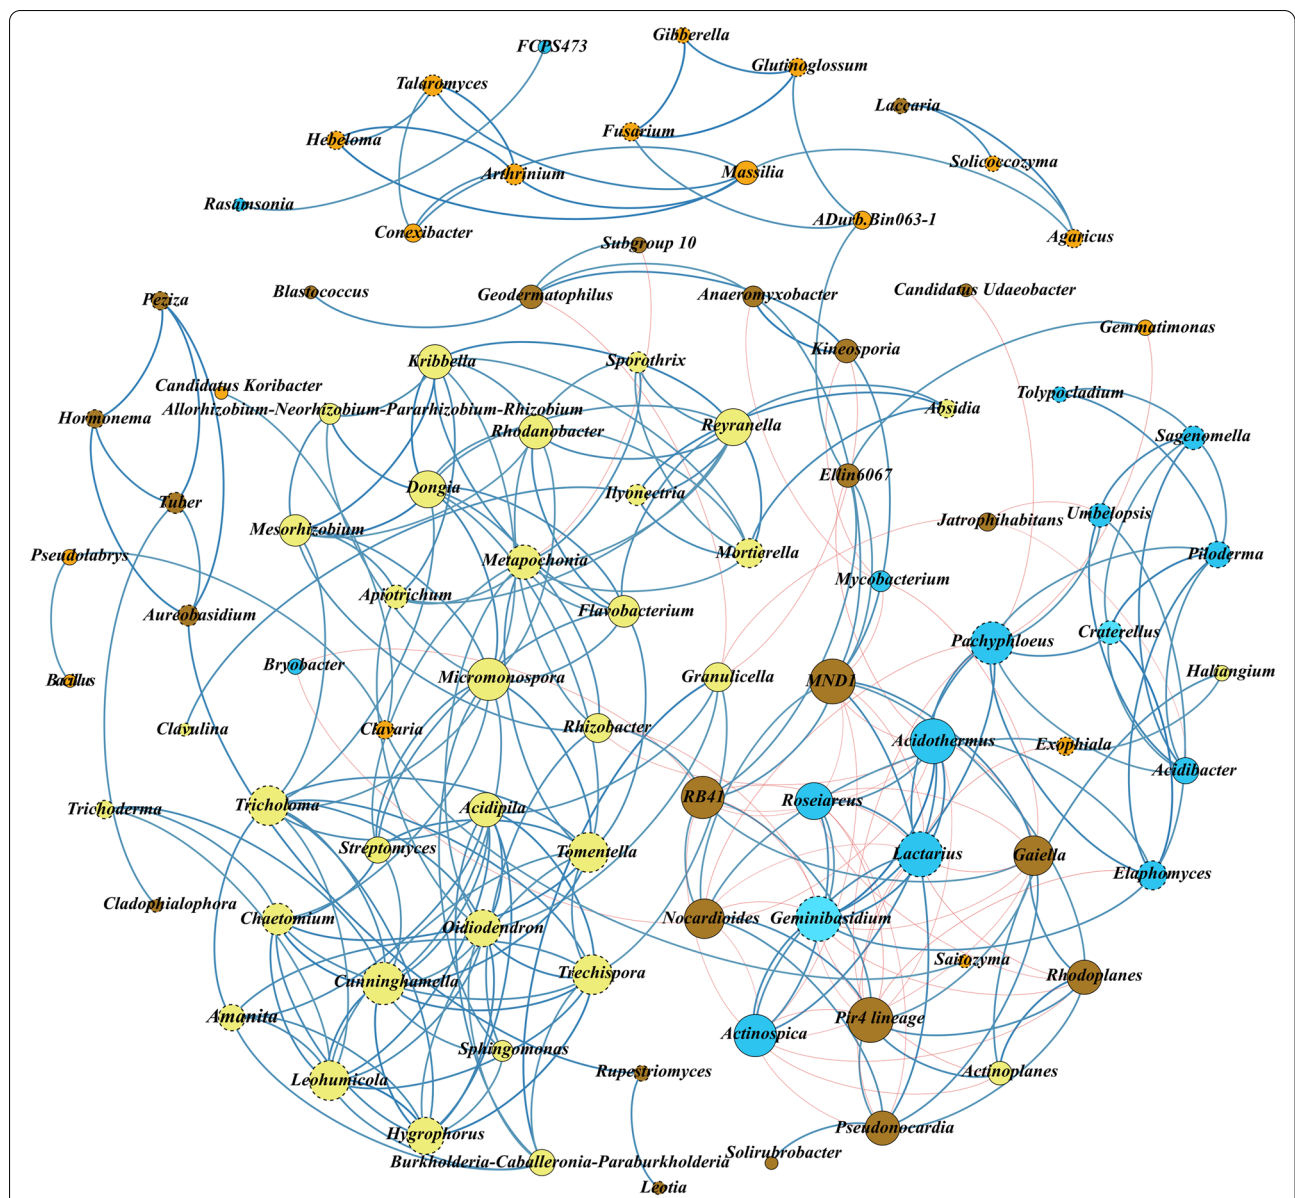 Gibberella
FCPS473
Glutinoglossum
Talaromyces
Laccaria
Fusarium
Hebeloma
Solicoccozyma
Arthrinium
Massilia
Rasamsonia
ADurb.Bin063-1
Conexibacter
Agaricus
Subgroup 10
Blastococcus
Geodermatophilus
Anaeromyxobacter
Candidatus Udaeobacter
Peziza
Gemmatimonas
Kineosporia
Kribbella
Sporothrix
Candidatus Koribacter
Tolypocladium
Allorhizobium-Neorhizobium-Pararhizobium-Rhizobium
Absidia
Hormonema
Rhodanobacter
Reyranella
Sagenomella
Ellin6067
Dongia
Ilyonectria
Tuber
Umbelopsis
Jatrophihabitans
Mesorhizobium
Pseudolabrys
Metapochonia
Mortierella
Piloderma
Mycobacterium
Apiotrichum
Aureobasidium
Flavobacterium
Craterellus
Pachyphloeus
Bryobacter
Haliangium
Bacillus
Micromonospora
Granulicella
MND1
Clavulina
Clavaria
Rhizobacter
Acidothermus
Exophiala
Acidibacter
RB41
Roseiarcus
Trichoderma
Tricholoma
Acidipila
Streptomyces
Tomentella
Lactarius
Gaiella
Elaphomyces
Cladophialophora
Chaetomium
Oidiodendron
Nocardioides
Geminibasidium
Sairozyma
Trechispora
Cunninghamella
Rhodoplanes
Amanita
Pir4 lineage
Actinospica
Sphingomonas
Leohumicola
Rupestriomyces
Actinoplanes
Hygrophorus
Pseudonocardia
Solirubrobacter
Burkholderia-Caballeronia-Paraburkholderia
Leotia